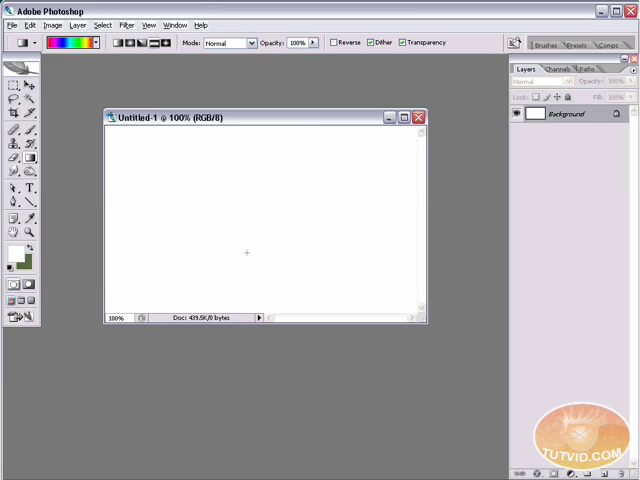 Adobe Photoshop
File Edit Image Layer Select Filter View Window Help
Mode: Normal Opacity: 100% Reverse Dither Transparency
Brushes Presets Comps
Layers Channels Paths
Normal Opacity: 100%
Lock: Fill: 100%
Background
Untitled-1 @ 100% (RGB/8)
T
100% Doc: 439.5K/0 bytes
TUTVID.COM